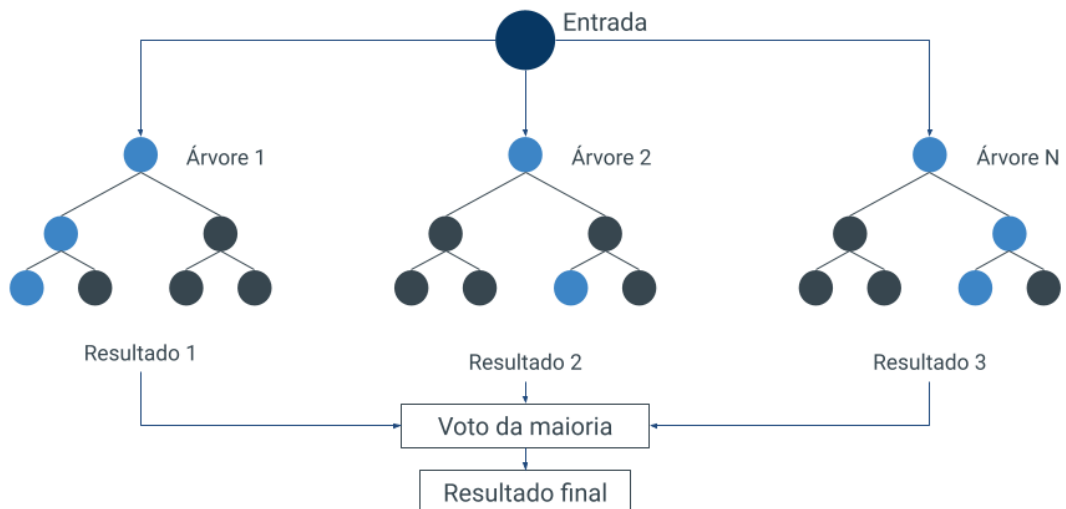 Entrada
Árvore 1
Árvore 2
Árvore N
Resultado 1
Resultado 2
Resultado 3
Voto da maioria
Resultado final